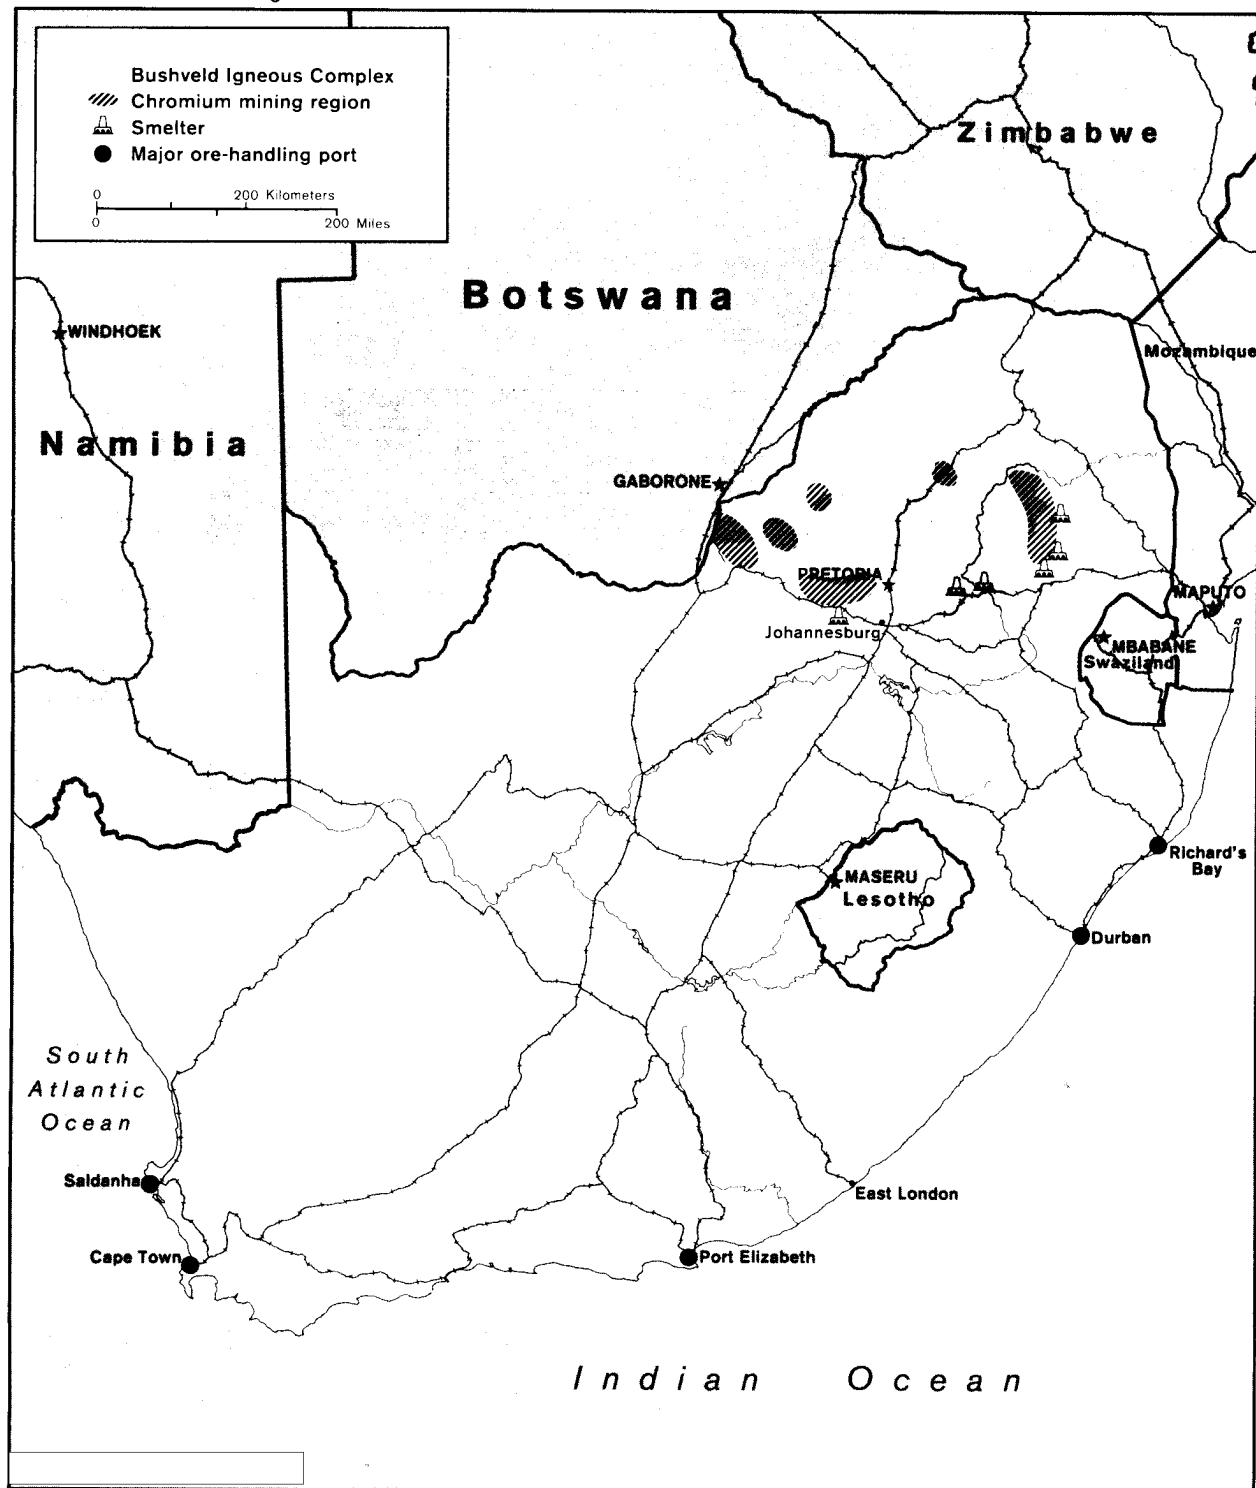 Bushveld Igneous Complex
Chromium mining region
Smelter
Major ore-handling port
0 200 Kilometers
0 200 Miles
Zimbabwe
Botswana
WINDHOEK
Mozambique
Namibia
GABORONE
PRETORIA
MAPUTO
Johannesburg
MBABANE
Swaziland
Richard's
Bay
MASERU
Lesotho
Durban
South
Atlantic
Ocean
Saldanha
East London
Cape Town
Port Elizabeth
Indian Ocean